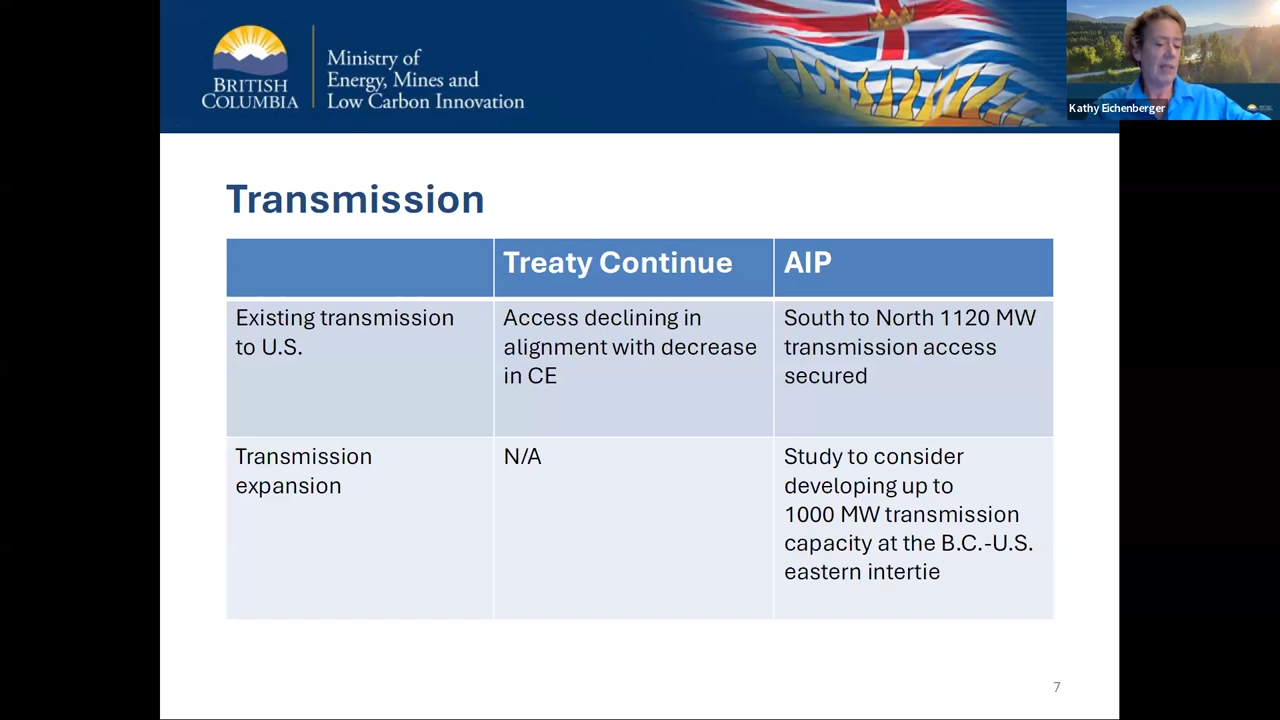 BRITISH
COLUMBIA
Ministry of
Energy, Mines and
Low Carbon Innovation
Kathy Eichenberger
Transmission
Treaty Continue
AIP
Existing transmission
to U.S.
Access declining in
alignment with decrease
in CE
South to North 1120 MW
transmission access
secured
Transmission
expansion
N/A
Study to consider
developing up to
1000 MW transmission
capacity at the B.C.-U.S.
eastern intertie
7